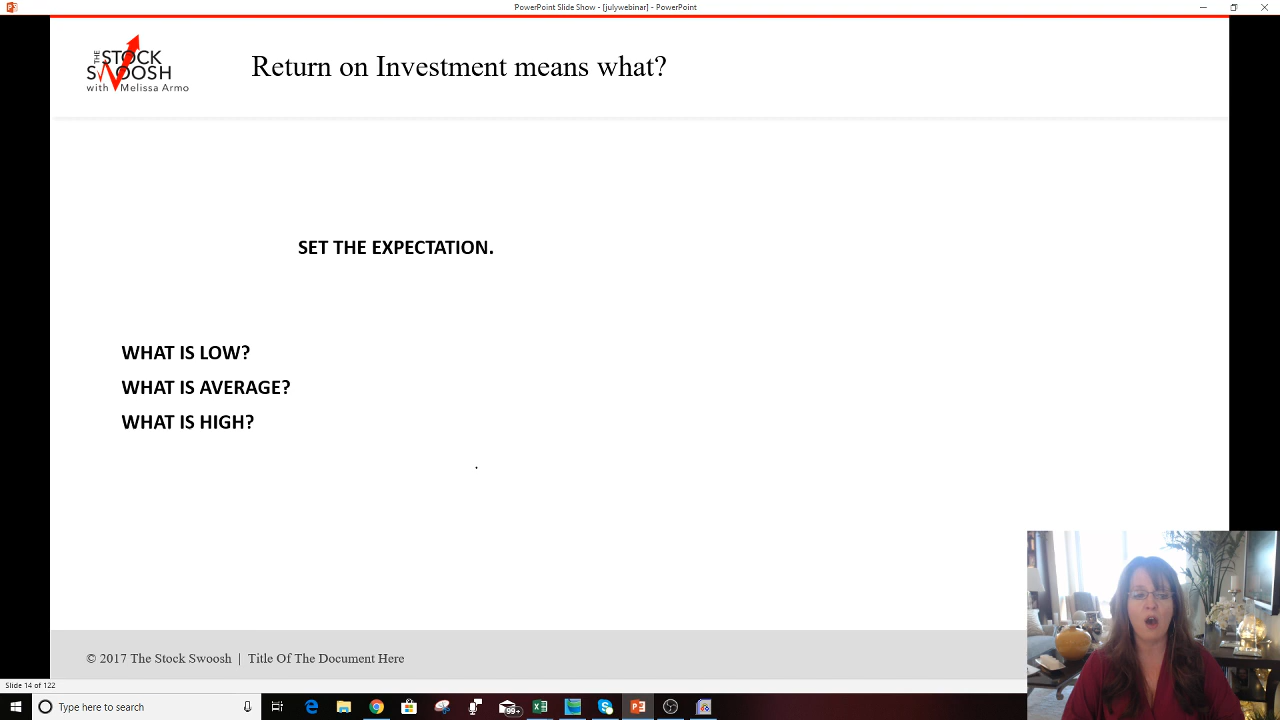 PowerPoint Slide Show - [julywebinar] - PowerPoint
THE
STOCK
SWOOSH
with Melissa Armo
Return on Investment means what?
SET THE EXPECTATION.
WHAT IS LOW?
WHAT IS AVERAGE?
WHAT IS HIGH?
© 2017 The Stock Swoosh | Title Of The Document Here
Slide 14 of 122
Type here to search
99+